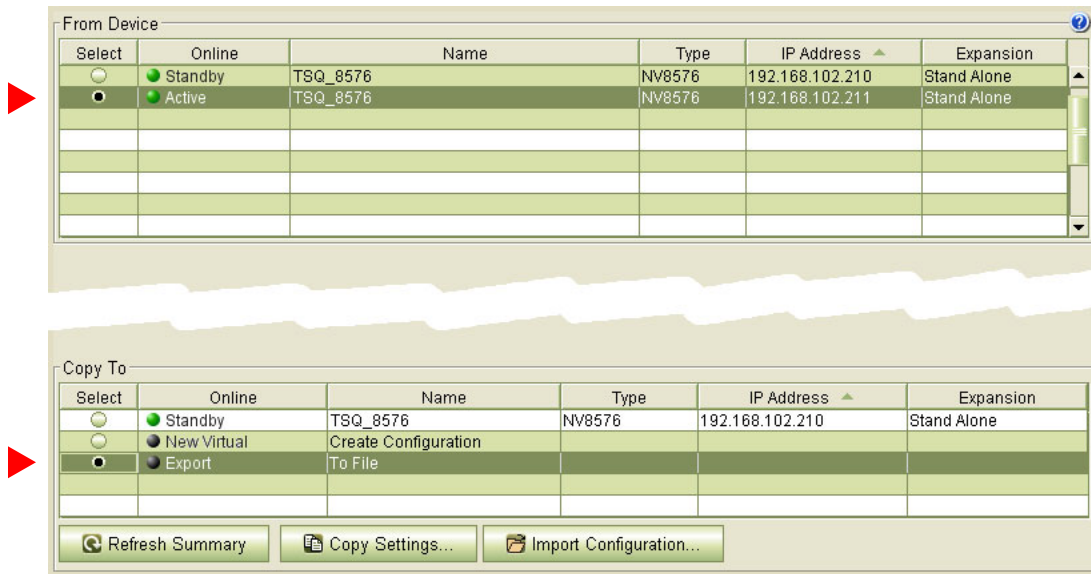 From Device
Select Online Name Type IP Address Expansion
Standby TSQ_8576 NV8576 192.168.102.210 Stand Alone
Active TSQ_8576 NV8576 192.168.102.211 Stand Alone
Copy To
Select Online Name Type IP Address Expansion
Standby TSQ_8576 NV8576 192.168.102.210 Stand Alone
New Virtual Create Configuration
Export To File
Refresh Summary Copy Settings... Import Configuration...